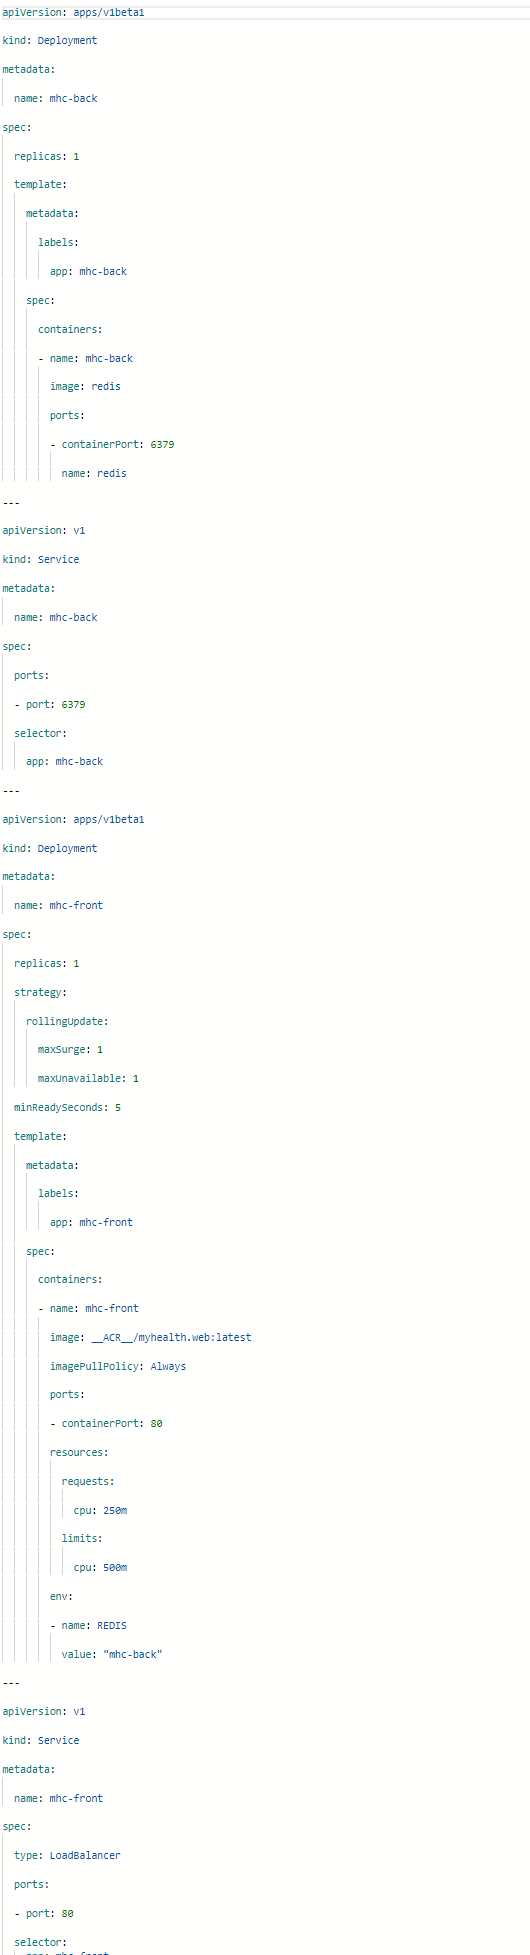 apiVersion: apps/v1beta1
kind: Deployment
metadata:
  name: mhc-back
spec:
  replicas: 1
  template:
    metadata:
      labels:
        app: mhc-back
    spec:
      containers:
      - name: mhc-back
        image: redis
        ports:
        - containerPort: 6379
          name: redis
---
apiVersion: v1
kind: Service
metadata:
  name: mhc-back
spec:
  ports:
  - port: 6379
  selector:
    app: mhc-back
---
apiVersion: apps/v1beta1
kind: Deployment
metadata:
  name: mhc-front
spec:
  replicas: 1
  strategy:
    rollingUpdate:
      maxSurge: 1
      maxUnavailable: 1
  minReadySeconds: 5
  template:
    metadata:
      labels:
        app: mhc-front
    spec:
      containers:
      - name: mhc-front
        image: __ACR__/myhealth.web:latest
        imagePullPolicy: Always
        ports:
        - containerPort: 80
        resources:
          requests:
            cpu: 250m
          limits:
            cpu: 500m
        env:
        - name: REDIS
          value: "mhc-back"
---
apiVersion: v1
kind: Service
metadata:
  name: mhc-front
spec:
  type: LoadBalancer
  ports:
  - port: 80
  selector: